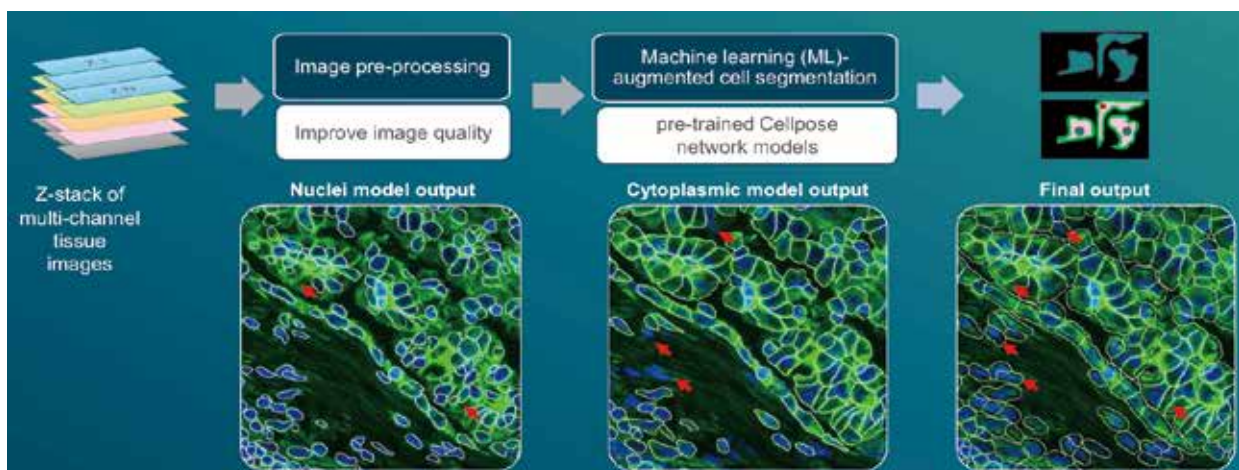 Image pre-processing
Improve image quality
Machine learning (ML)-
augmented cell segmentation
pre-trained Cellpose
network models
Z-stack of
multi-channel
tissue
images
Nuclei model output
Cytoplasmic model output
Final output